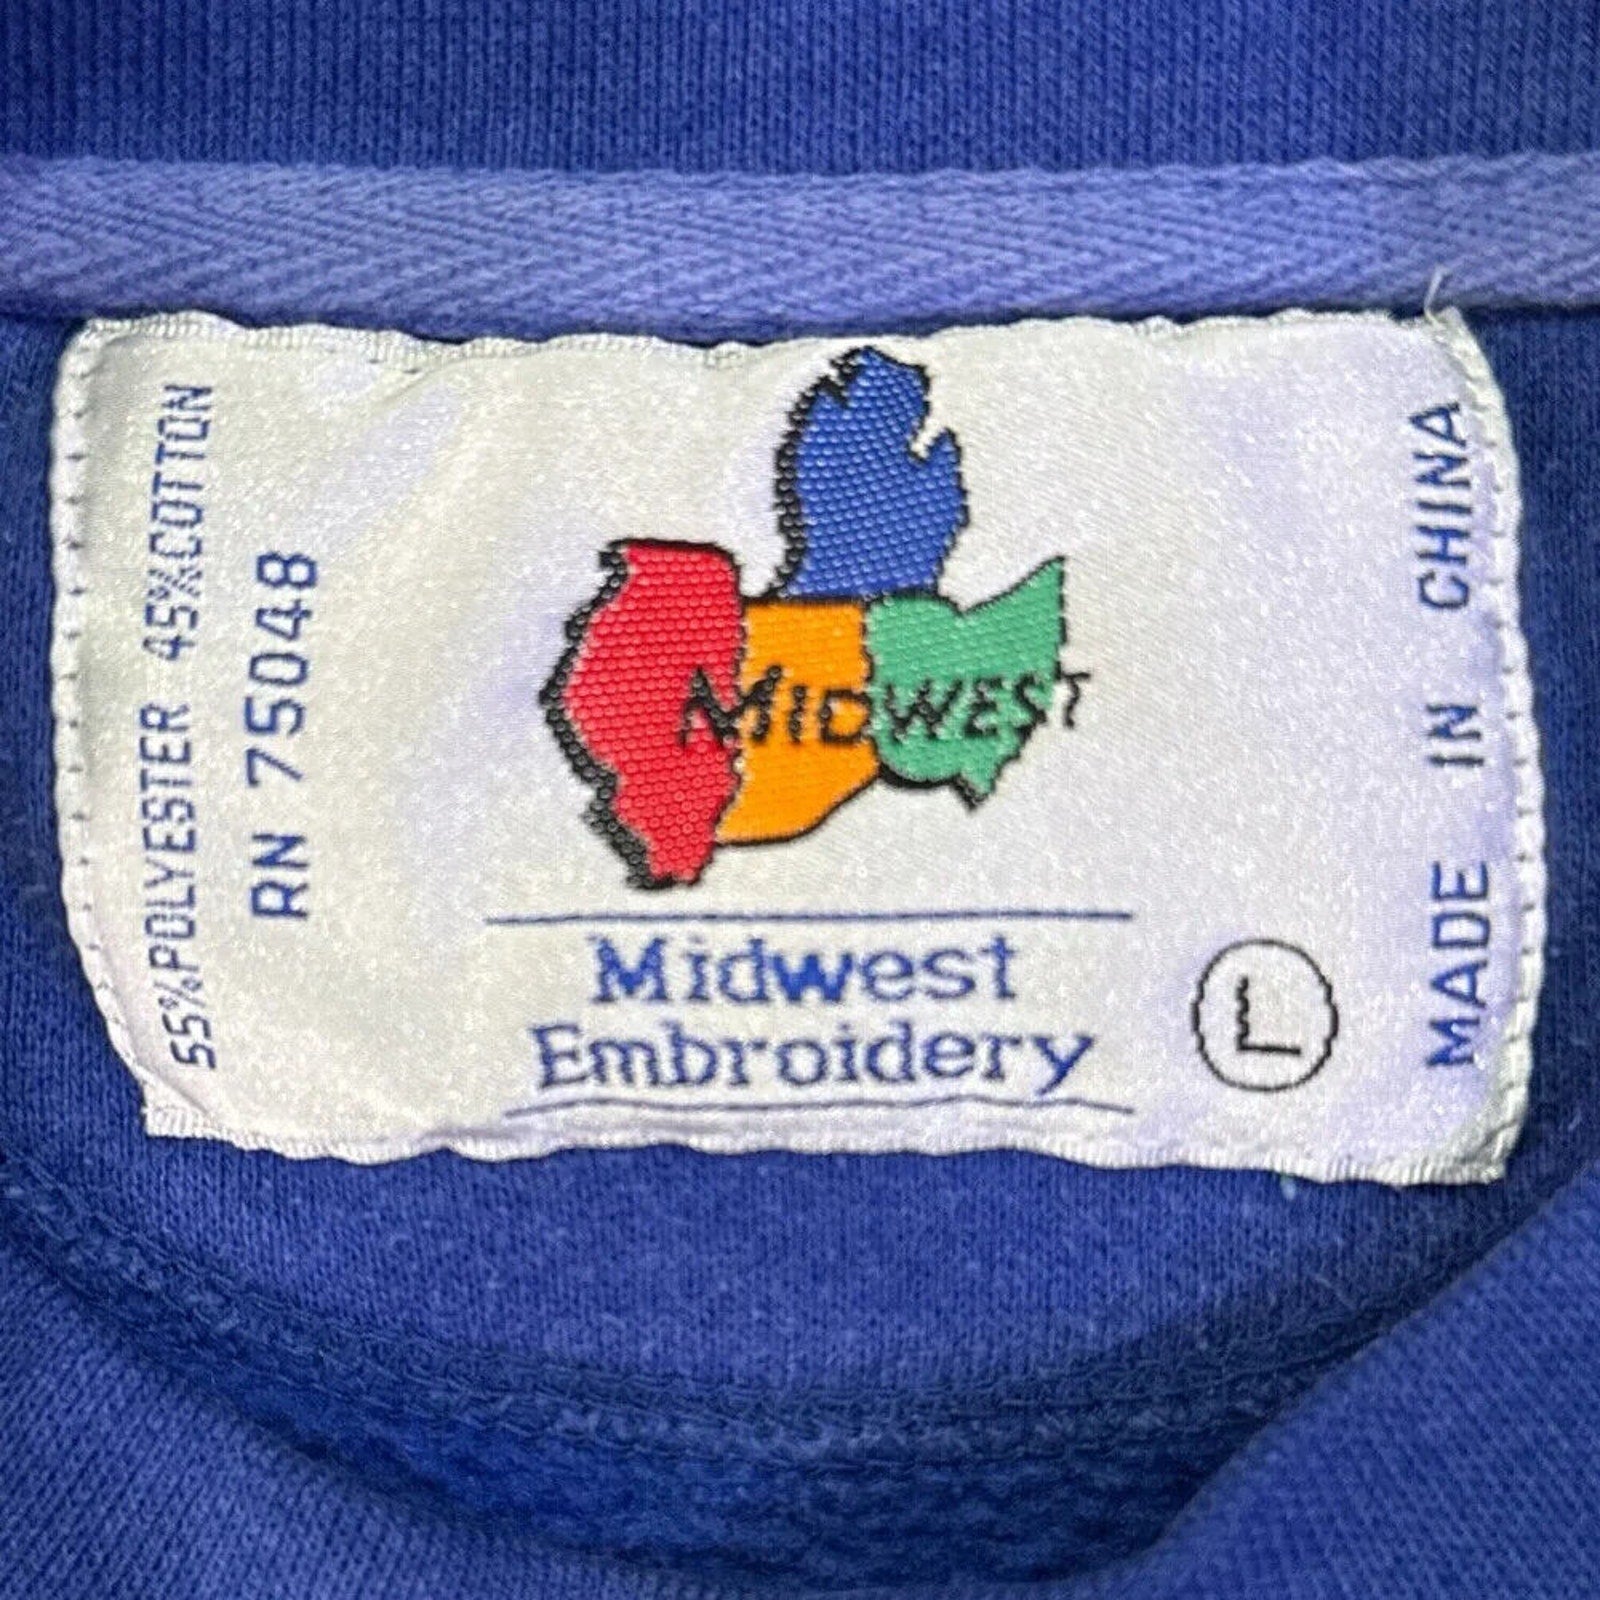 55%POLYESTER 45%COTTON
RN 75048
MIDWEST
Midwest
Embroidery
L
MADE IN CHINA